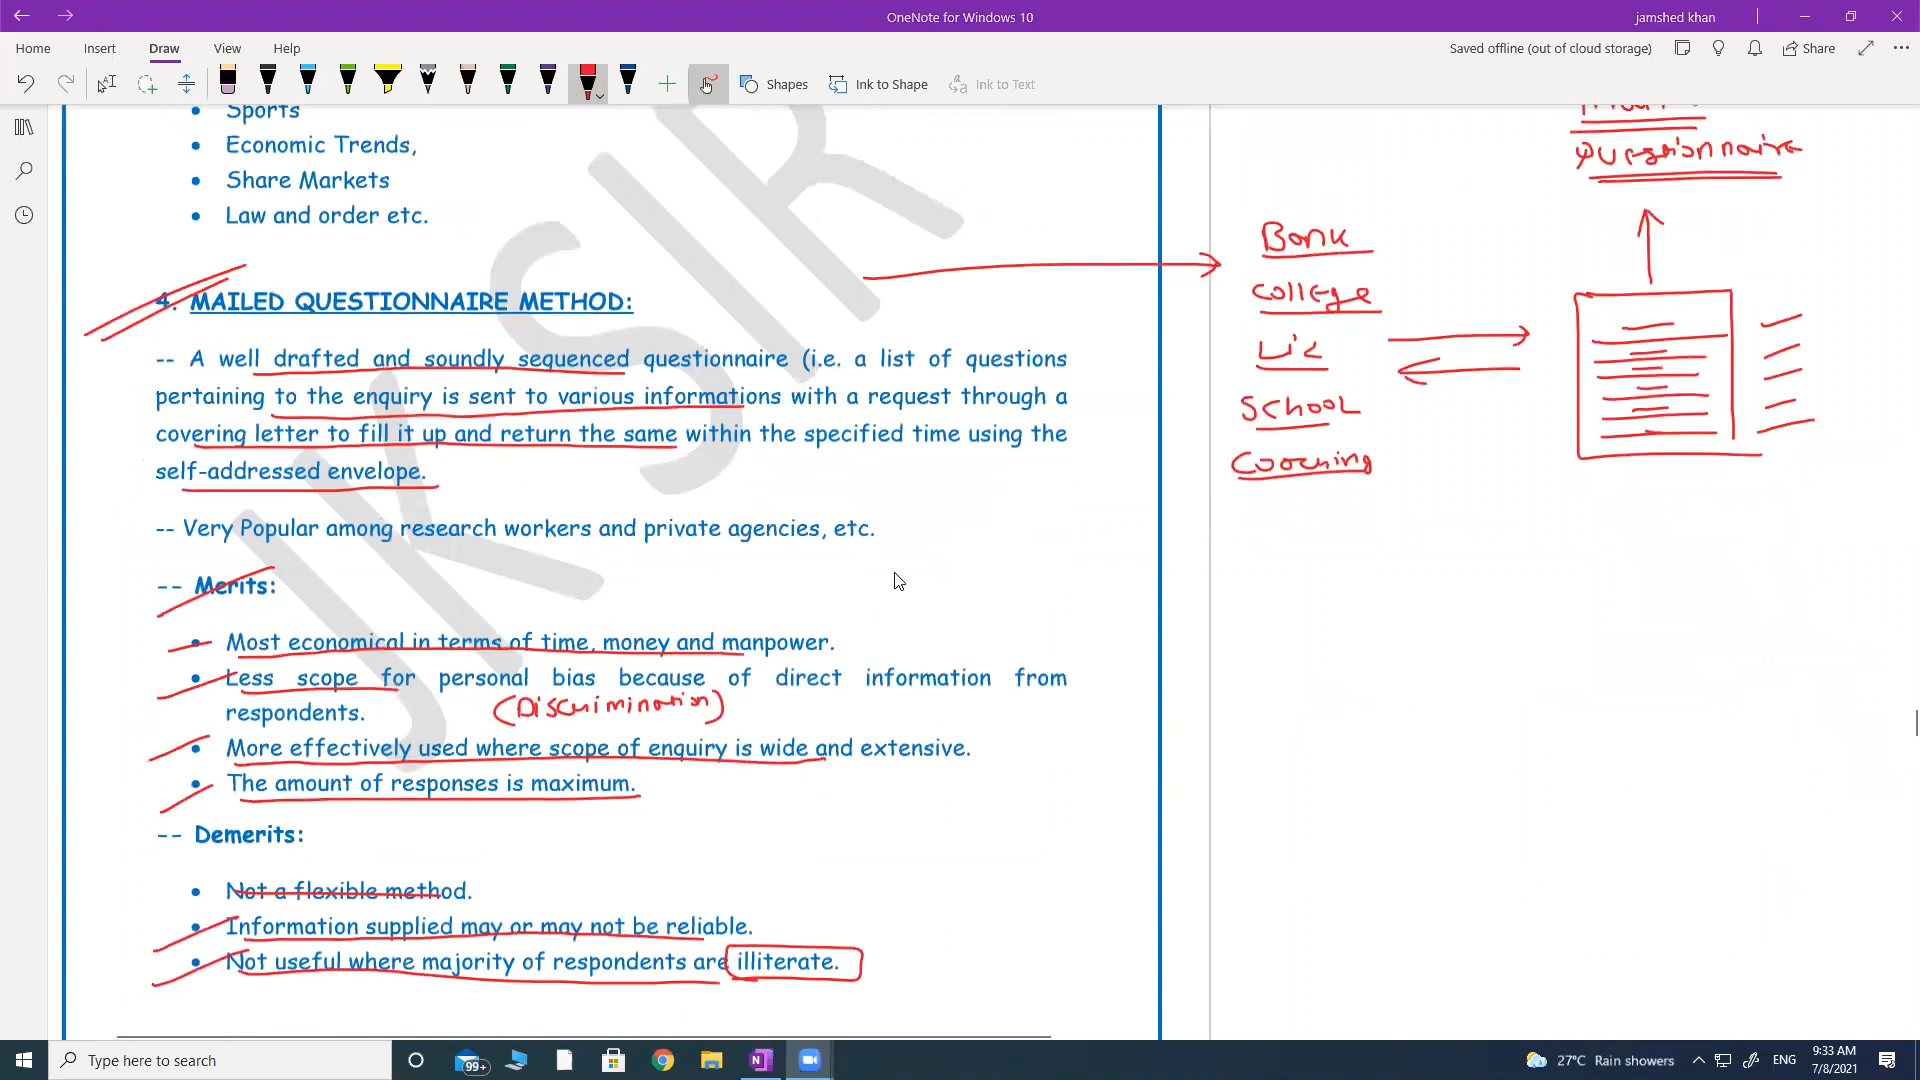 OneNote for Windows 10
jamshed khan
Home Insert Draw View Help
Saved offline (out of cloud storage)
Share
Shapes
Ink to Shape
Ink to Text
• Sports
• Economic Trends,
• Share Markets
• Law and order etc.
4. MAILED QUESTIONNAIRE METHOD:
-- A well drafted and soundly sequenced questionnaire (i.e. a list of questions
pertaining to the enquiry is sent to various informations with a request through a
covering letter to fill it up and return the same within the specified time using the
self-addressed envelope.
-- Very Popular among research workers and private agencies, etc.
-- Merits:
• Most economical in terms of time, money and manpower.
• Less scope for personal bias because of direct information from
respondents.
(Discrimination)
• More effectively used where scope of enquiry is wide and extensive.
• The amount of responses is maximum.
-- Demerits:
• Not a flexible method.
• Information supplied may or may not be reliable.
• Not useful where majority of respondents are illiterate.
JK SIR
Questionnaire
Bank
College
Lic
School
Coaching
Type here to search
99+
27°C Rain showers
ENG
9:33 AM
7/8/2021